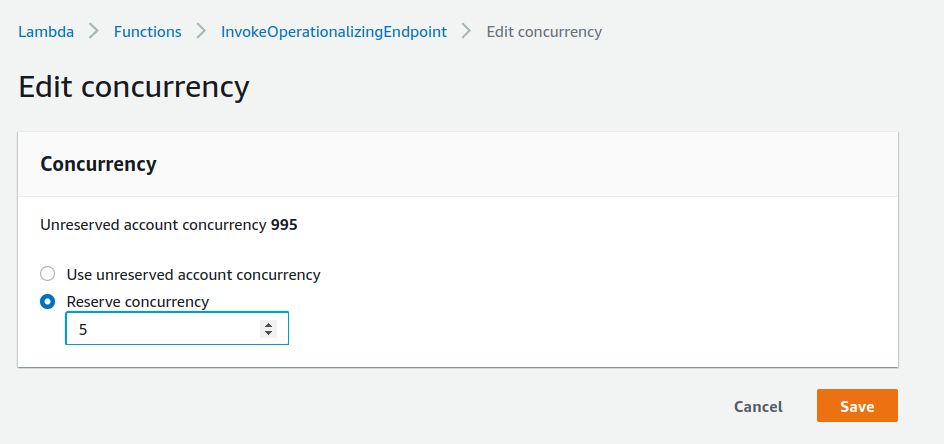 Lambda > Functions > InvokeOperationalizingEndpoint > Edit concurrency
Edit concurrency
Concurrency
Unreserved account concurrency 995
Use unreserved account concurrency
Reserve concurrency
5
Cancel Save